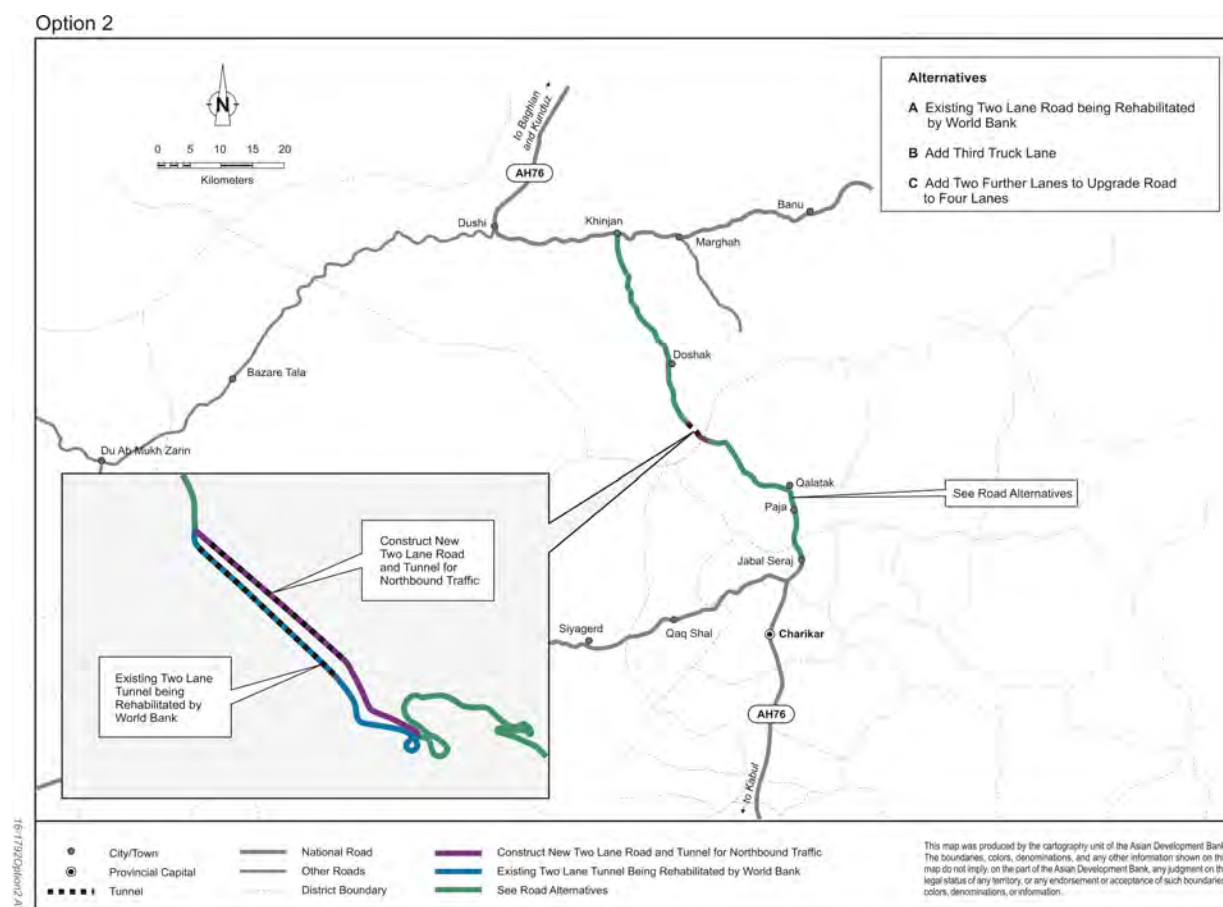 Option 2
N
0 5 10 15 20
Kilometers
to Baghlan
and Kunduz
AH76
Alternatives
A Existing Two Lane Road being Rehabilitated
by World Bank
B Add Third Truck Lane
C Add Two Further Lanes to Upgrade Road
to Four Lanes
Banu
Dushi
Khinjan
Marghah
Doshak
Bazare Tala
Du Ab Mukh Zarin
Qalatak
See Road Alternatives
Paja
Construct New
Two Lane Road
and Tunnel for
Northbound Traffic
Jabal Seraj
Siyagerd
Qaq Shal
Charikar
Existing Two Lane
Tunnel being
Rehabilitated by
World Bank
AH76
to Kabul
City/Town
Provincial Capital
Tunnel
National Road
Other Roads
District Boundary
Construct New Two Lane Road and Tunnel for Northbound Traffic
Existing Two Lane Tunnel Being Rehabilitated by World Bank
See Road Alternatives
This map was produced by the cartography unit of the Asian Development Bank.
The boundaries, colors, denominations, and any other information shown on this
map do not imply, on the part of the Asian Development Bank, any judgment on the
legal status of any territory, or any endorsement or acceptance of such boundaries,
colors, denominations, or information.